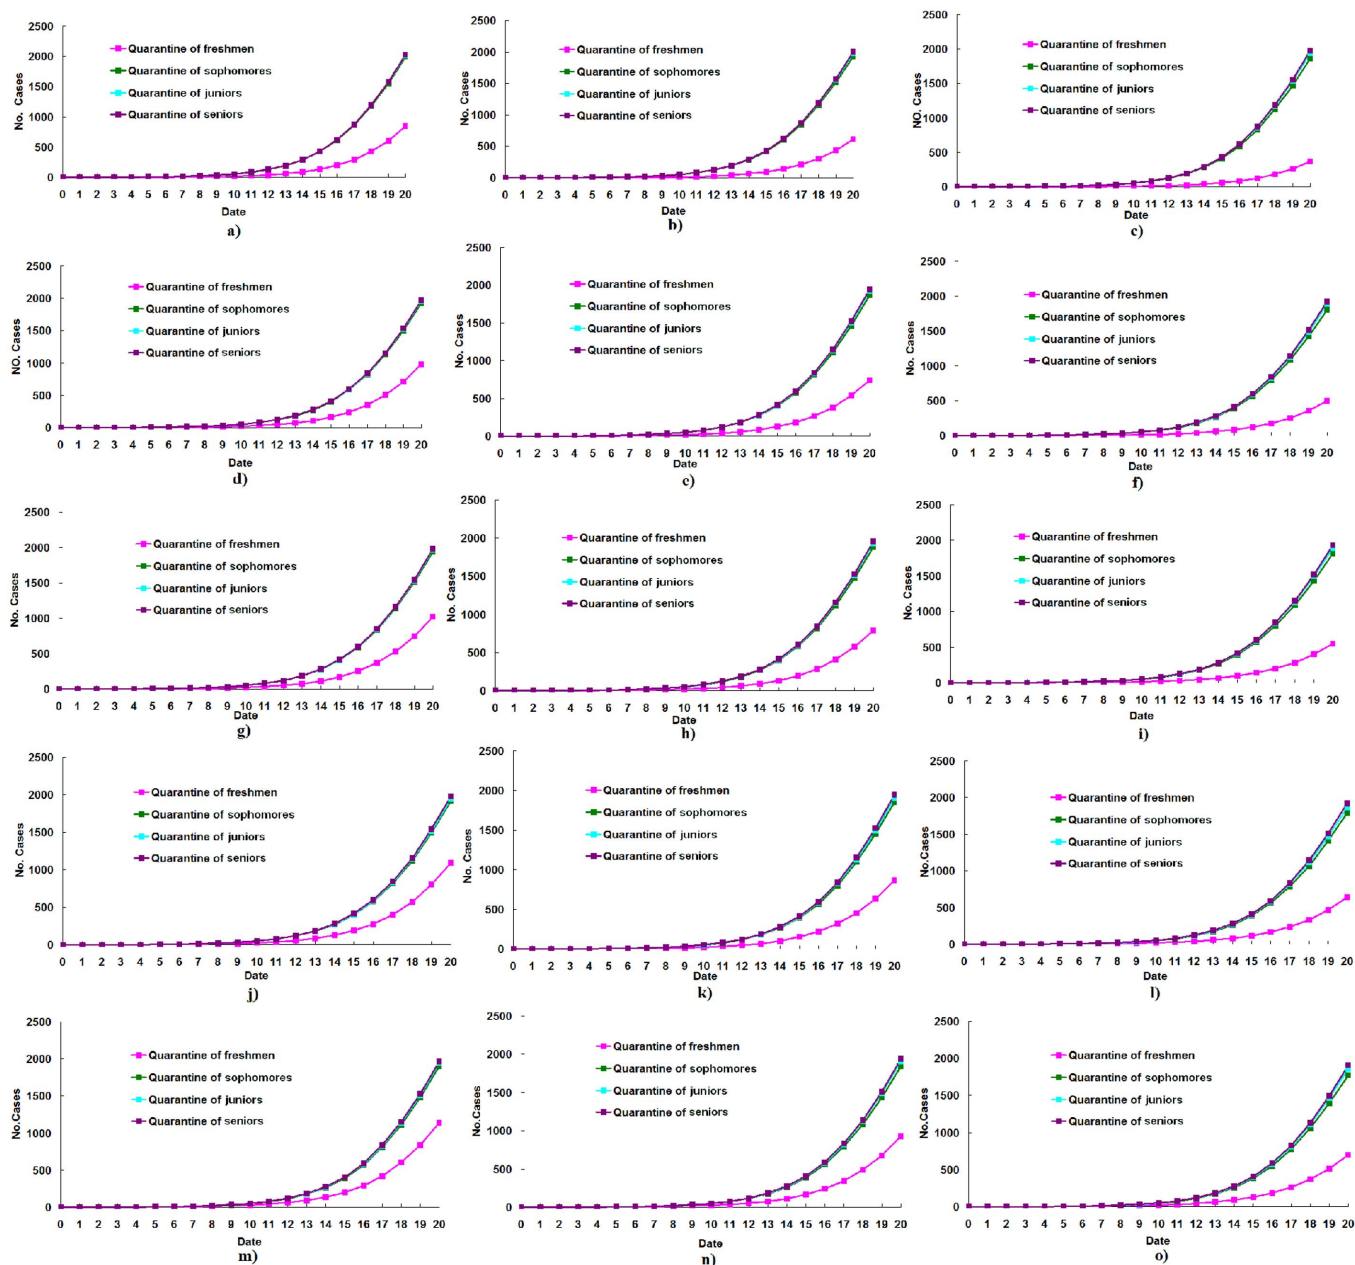 2500
2000
1500
1000
500
0
No. Cases
Quarantine of freshmen
Quarantine of sophomores
Quarantine of juniors
Quarantine of seniors
0 1 2 3 4 5 6 7 8 9 10 11 12 13 14 15 16 17 18 19 20
Date
a)
2500
2000
1500
1000
500
0
No. Cases
Quarantine of freshmen
Quarantine of sophomores
Quarantine of juniors
Quarantine of seniors
0 1 2 3 4 5 6 7 8 9 10 11 12 13 14 15 16 17 18 19 20
Date
b)
2500
2000
1500
1000
500
0
NO. Cases
Quarantine of freshmen
Quarantine of sophomores
Quarantine of juniors
Quarantine of seniors
0 1 2 3 4 5 6 7 8 9 10 11 12 13 14 15 16 17 18 19 20
Date
c)
2500
2000
1500
1000
500
0
NO. Cases
Quarantine of freshmen
Quarantine of sophomores
Quarantine of juniors
Quarantine of seniors
0 1 2 3 4 5 6 7 8 9 10 11 12 13 14 15 16 17 18 19 20
Date
d)
2500
2000
1500
1000
500
0
No. Cases
Quarantine of freshmen
Quarantine of sophomores
Quarantine of juniors
Quarantine of seniors
0 1 2 3 4 5 6 7 8 9 10 11 12 13 14 15 16 17 18 19 20
Date
e)
2500
2000
1500
1000
500
0
No. Cases
Quarantine of freshmen
Quarantine of sophomores
Quarantine of juniors
Quarantine of seniors
0 1 2 3 4 5 6 7 8 9 10 11 12 13 14 15 16 17 18 19 20
Date
f)
2500
2000
1500
1000
500
0
No. Cases
Quarantine of freshmen
Quarantine of sophomores
Quarantine of juniors
Quarantine of seniors
0 1 2 3 4 5 6 7 8 9 10 11 12 13 14 15 16 17 18 19 20
Date
g)
2500
2000
1500
1000
500
0
No. Cases
Quarantine of freshmen
Quarantine of sophomores
Quarantine of juniors
Quarantine of seniors
0 1 2 3 4 5 6 7 8 9 10 11 12 13 14 15 16 17 18 19 20
Date
h)
2500
2000
1500
1000
500
0
No. Cases
Quarantine of freshmen
Quarantine of sophomores
Quarantine of juniors
Quarantine of seniors
0 1 2 3 4 5 6 7 8 9 10 11 12 13 14 15 16 17 18 19 20
Date
i)
2500
2000
1500
1000
500
0
No. Cases
Quarantine of freshmen
Quarantine of sophomores
Quarantine of juniors
Quarantine of seniors
0 1 2 3 4 5 6 7 8 9 10 11 12 13 14 15 16 17 18 19 20
Date
j)
2500
2000
1500
1000
500
0
No. Cases
Quarantine of freshmen
Quarantine of sophomores
Quarantine of juniors
Quarantine of seniors
0 1 2 3 4 5 6 7 8 9 10 11 12 13 14 15 16 17 18 19 20
Date
k)
2500
2000
1500
1000
500
0
No.Cases
Quarantine of freshmen
Quarantine of sophomores
Quarantine of juniors
Quarantine of seniors
0 1 2 3 4 5 6 7 8 9 10 11 12 13 14 15 16 17 18 19 20
Date
l)
2500
2000
1500
1000
500
0
No.Cases
Quarantine of freshmen
Quarantine of sophomores
Quarantine of juniors
Quarantine of seniors
0 1 2 3 4 5 6 7 8 9 10 11 12 13 14 15 16 17 18 19 20
Date
m)
2500
2000
1500
1000
500
0
No.Cases
Quarantine of freshmen
Quarantine of sophomores
Quarantine of juniors
Quarantine of seniors
0 1 2 3 4 5 6 7 8 9 10 11 12 13 14 15 16 17 18 19 20
Date
n)
2500
2000
1500
1000
500
0
No.Cases
Quarantine of freshmen
Quarantine of sophomores
Quarantine of juniors
Quarantine of seniors
0 1 2 3 4 5 6 7 8 9 10 11 12 13 14 15 16 17 18 19 20
Date
o)